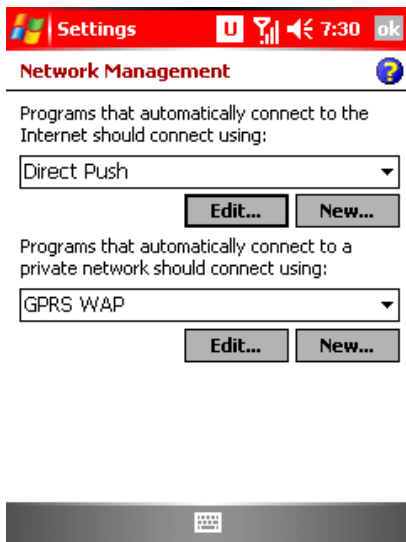 Settings U 7:30 ok
Network Management ?
Programs that automatically connect to the
Internet should connect using:
Direct Push
Edit... New...
Programs that automatically connect to a
private network should connect using:
GPRS WAP
Edit... New...